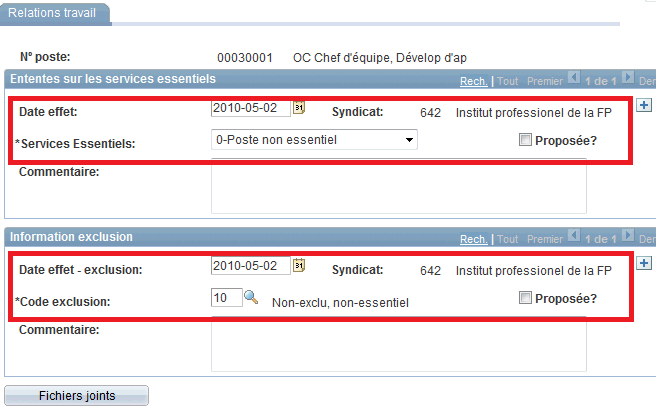 Relations travail
Nº poste: 00030001 OC Chef d'équipe, Dévelop d'ap
Ententes sur les services essentiels Rech. | Tout Premier 1 de 1 Der
Date effet: 2010-05-02 31 Syndicat: 642 Institut professionel de la FP
*Services Essentiels: 0-Poste non essentiel Proposée?
Commentaire:
Information exclusion Rech. | Tout Premier 1 de 1 Der
Date effet - exclusion: 2010-05-02 31 Syndicat: 642 Institut professionel de la FP
*Code exclusion: 10 Non-exclu, non-essentiel Proposée?
Commentaire:
Fichiers joints